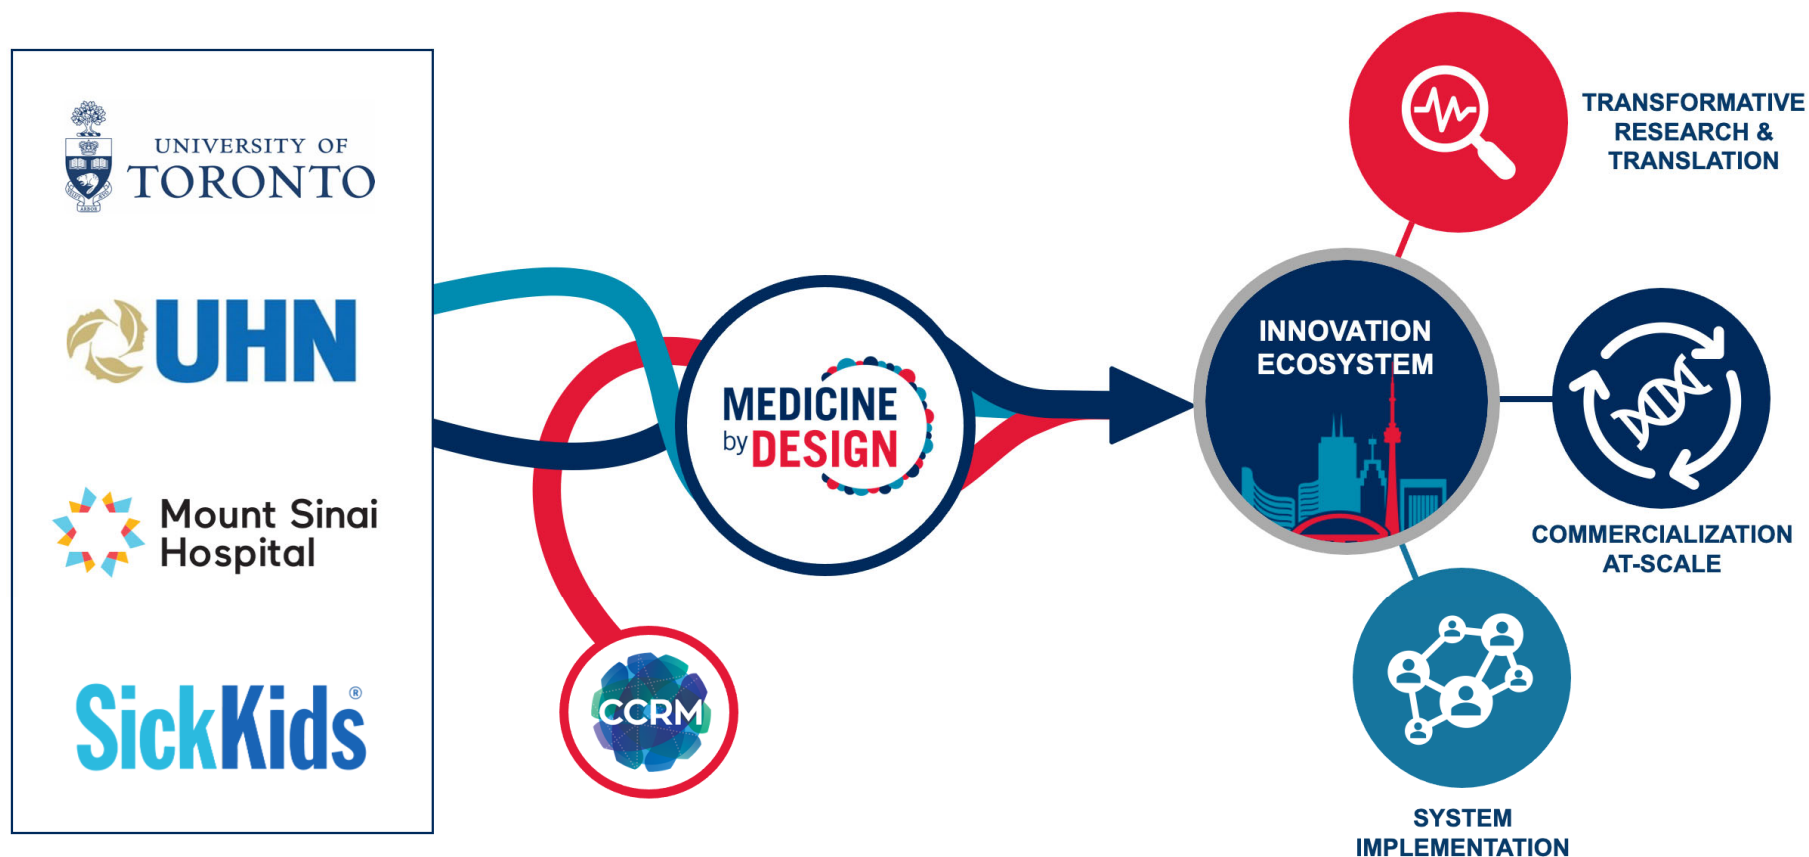 UNIVERSITY OF
TORONTO
UHN
Mount Sinai
Hospital
SickKids®
CCRM
MEDICINE
by DESIGN
INNOVATION
ECOSYSTEM
TRANSFORMATIVE
RESEARCH &
TRANSLATION
COMMERCIALIZATION
AT-SCALE
SYSTEM
IMPLEMENTATION